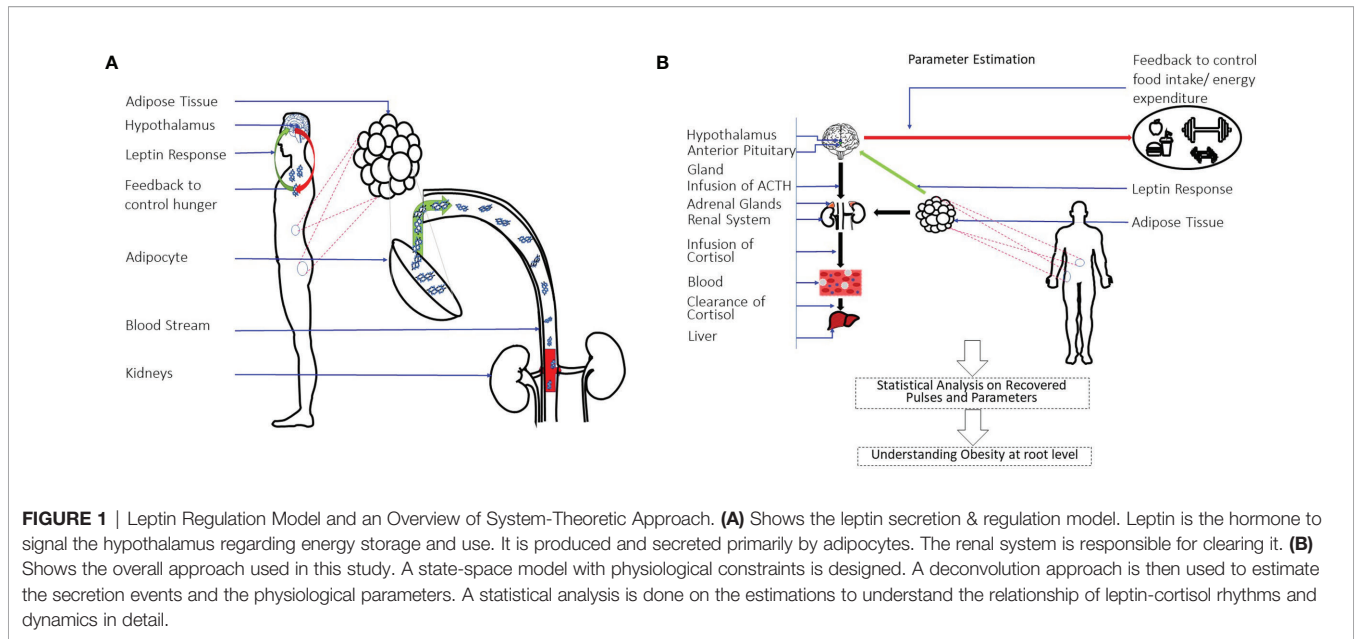 A
Adipose Tissue
Hypothalamus
Leptin Response
Feedback to
control hunger
Adipocyte
Blood Stream
Kidneys
B
Parameter Estimation
Feedback to control
food intake/ energy
expenditure
Hypothalamus
Anterior Pituitary
Gland
Infusion of ACTH
Adrenal Glands
Renal System
Infusion of
Cortisol
Blood
Clearance of
Cortisol
Liver
Leptin Response
Adipose Tissue
Statistical Analysis on Recovered
Pulses and Parameters
Understanding Obesity at root level
FIGURE 1 | Leptin Regulation Model and an Overview of System-Theoretic Approach. (A) Shows the leptin secretion & regulation model. Leptin is the hormone to
signal the hypothalamus regarding energy storage and use. It is produced and secreted primarily by adipocytes. The renal system is responsible for clearing it. (B)
Shows the overall approach used in this study. A state-space model with physiological constraints is designed. A deconvolution approach is then used to estimate
the secretion events and the physiological parameters. A statistical analysis is done on the estimations to understand the relationship of leptin-cortisol rhythms and
dynamics in detail.